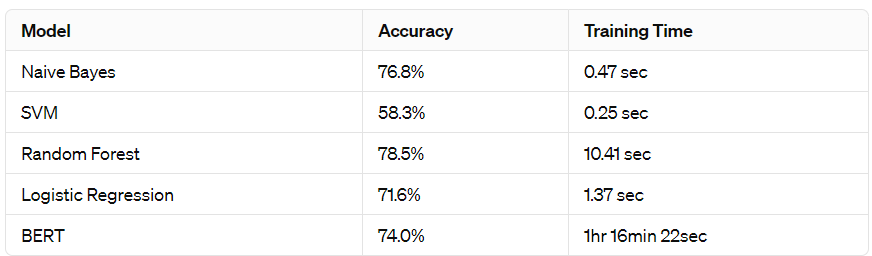 Model Accuracy Training Time
Naive Bayes 76.8% 0.47 sec
SVM 58.3% 0.25 sec
Random Forest 78.5% 10.41 sec
Logistic Regression 71.6% 1.37 sec
BERT 74.0% 1hr 16min 22sec